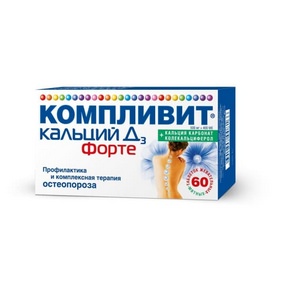 КОМПЛИВИТ®
кальций Д3
форте
+ КАЛЬЦИЯ КАРБОНАТ
КОЛЕКАЛЬЦИФЕРОЛ
Профилактика
и комплексная терапия
остеопороза
60